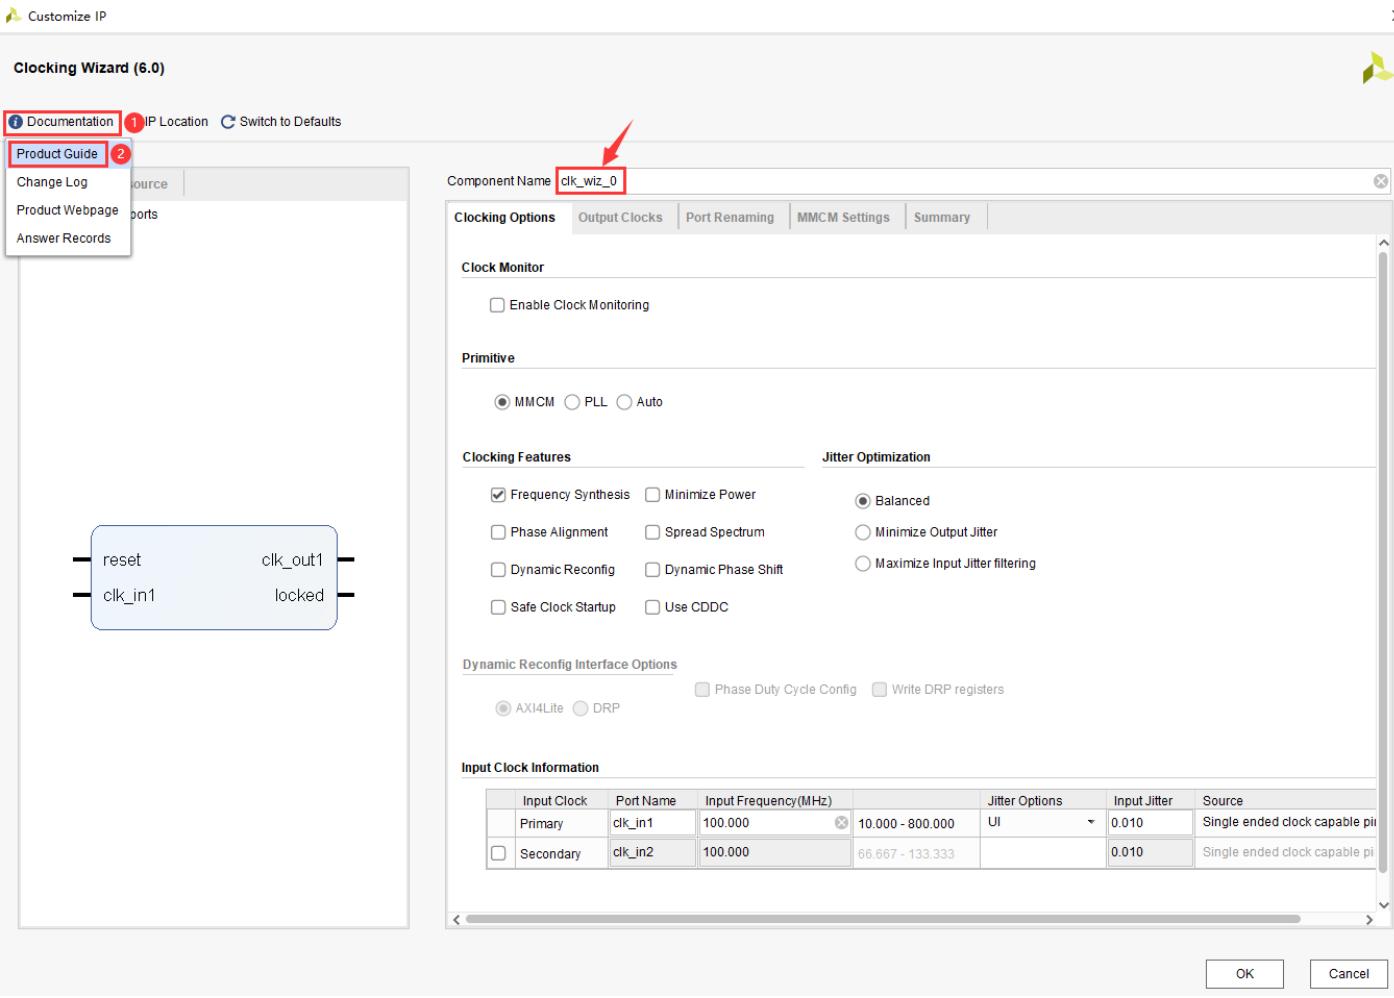 Customize IP
Clocking Wizard (6.0)
Documentation 1 IP Location Switch to Defaults
Product Guide 2
Change Log
Product Webpage
Answer Records
ource
ports
Component Name clk_wiz_0
Clocking Options Output Clocks Port Renaming MMCM Settings Summary
Clock Monitor
Enable Clock Monitoring
Primitive
MMCM PLL Auto
Clocking Features
Frequency Synthesis Minimize Power
Phase Alignment Spread Spectrum
Dynamic Reconfig Dynamic Phase Shift
Safe Clock Startup Use CDDC
Jitter Optimization
Balanced
Minimize Output Jitter
Maximize Input Jitter filtering
reset clk_out1
clk_in1 locked
Dynamic Reconfig Interface Options
Phase Duty Cycle Config Write DRP registers
AXI4Lite DRP
Input Clock Information
Input Clock Port Name Input Frequency(MHz) Jitter Options Input Jitter Source
Primary clk_in1 100.000 10.000 - 800.000 UI 0.010 Single ended clock capable pi
Secondary clk_in2 100.000 66.667 - 133.333 0.010 Single ended clock capable pi
OK Cancel